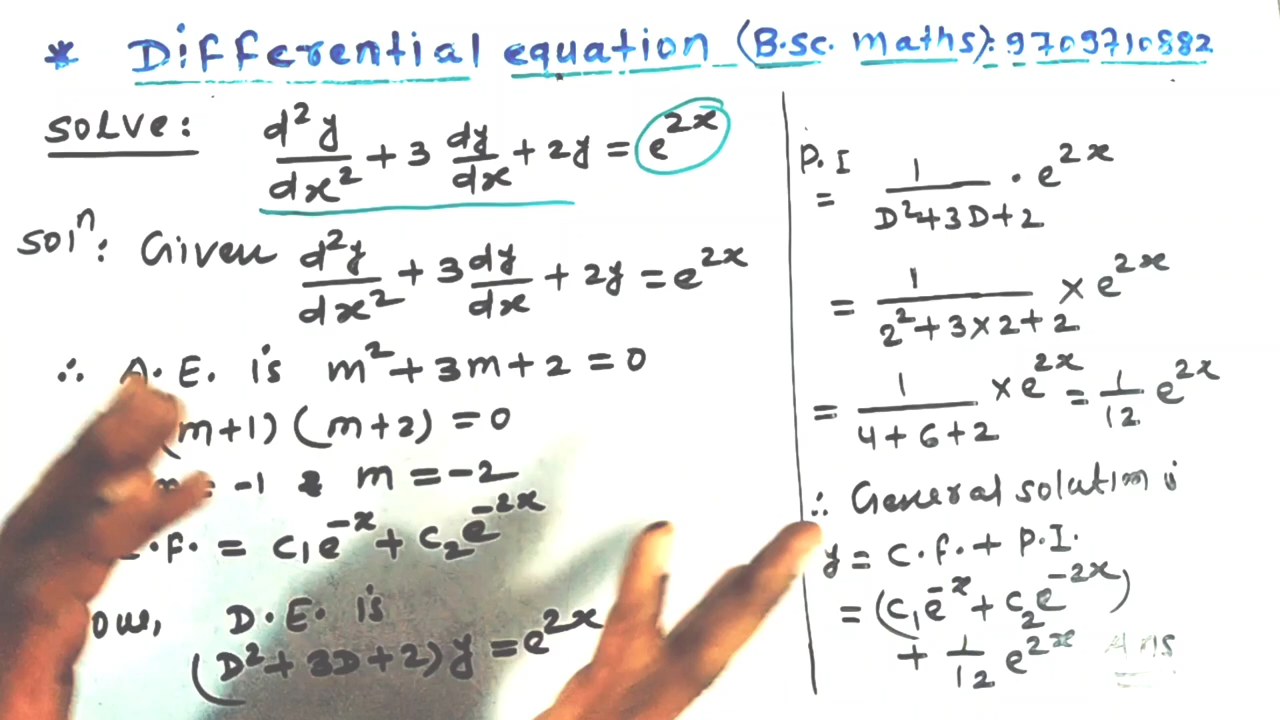 * Differential equation (B.sc. maths): 9709710882
SOLVE: d²y/dx² + 3 dy/dx + 2y = e^2x
Solⁿ: Given d²y/dx² + 3 dy/dx + 2y = e^2x
∴ A.E. is m² + 3m + 2 = 0
(m+1) (m+2) = 0
m = -1 & m = -2
.F. = C₁e^-x + C₂e^-2x
ow, D.E. is
(D² + 3D + 2) y = e^2x
P.I
= 1/(D²+3D+2) . e^2x
= 1/(2²+3×2+2) × e^2x
= 1/(4+6+2) × e^2x = 1/12 e^2x
∴ General solution is
y = C.F. + P.I.
= (C₁e^-x + C₂e^-2x)
+ 1/12 e^2x Ans